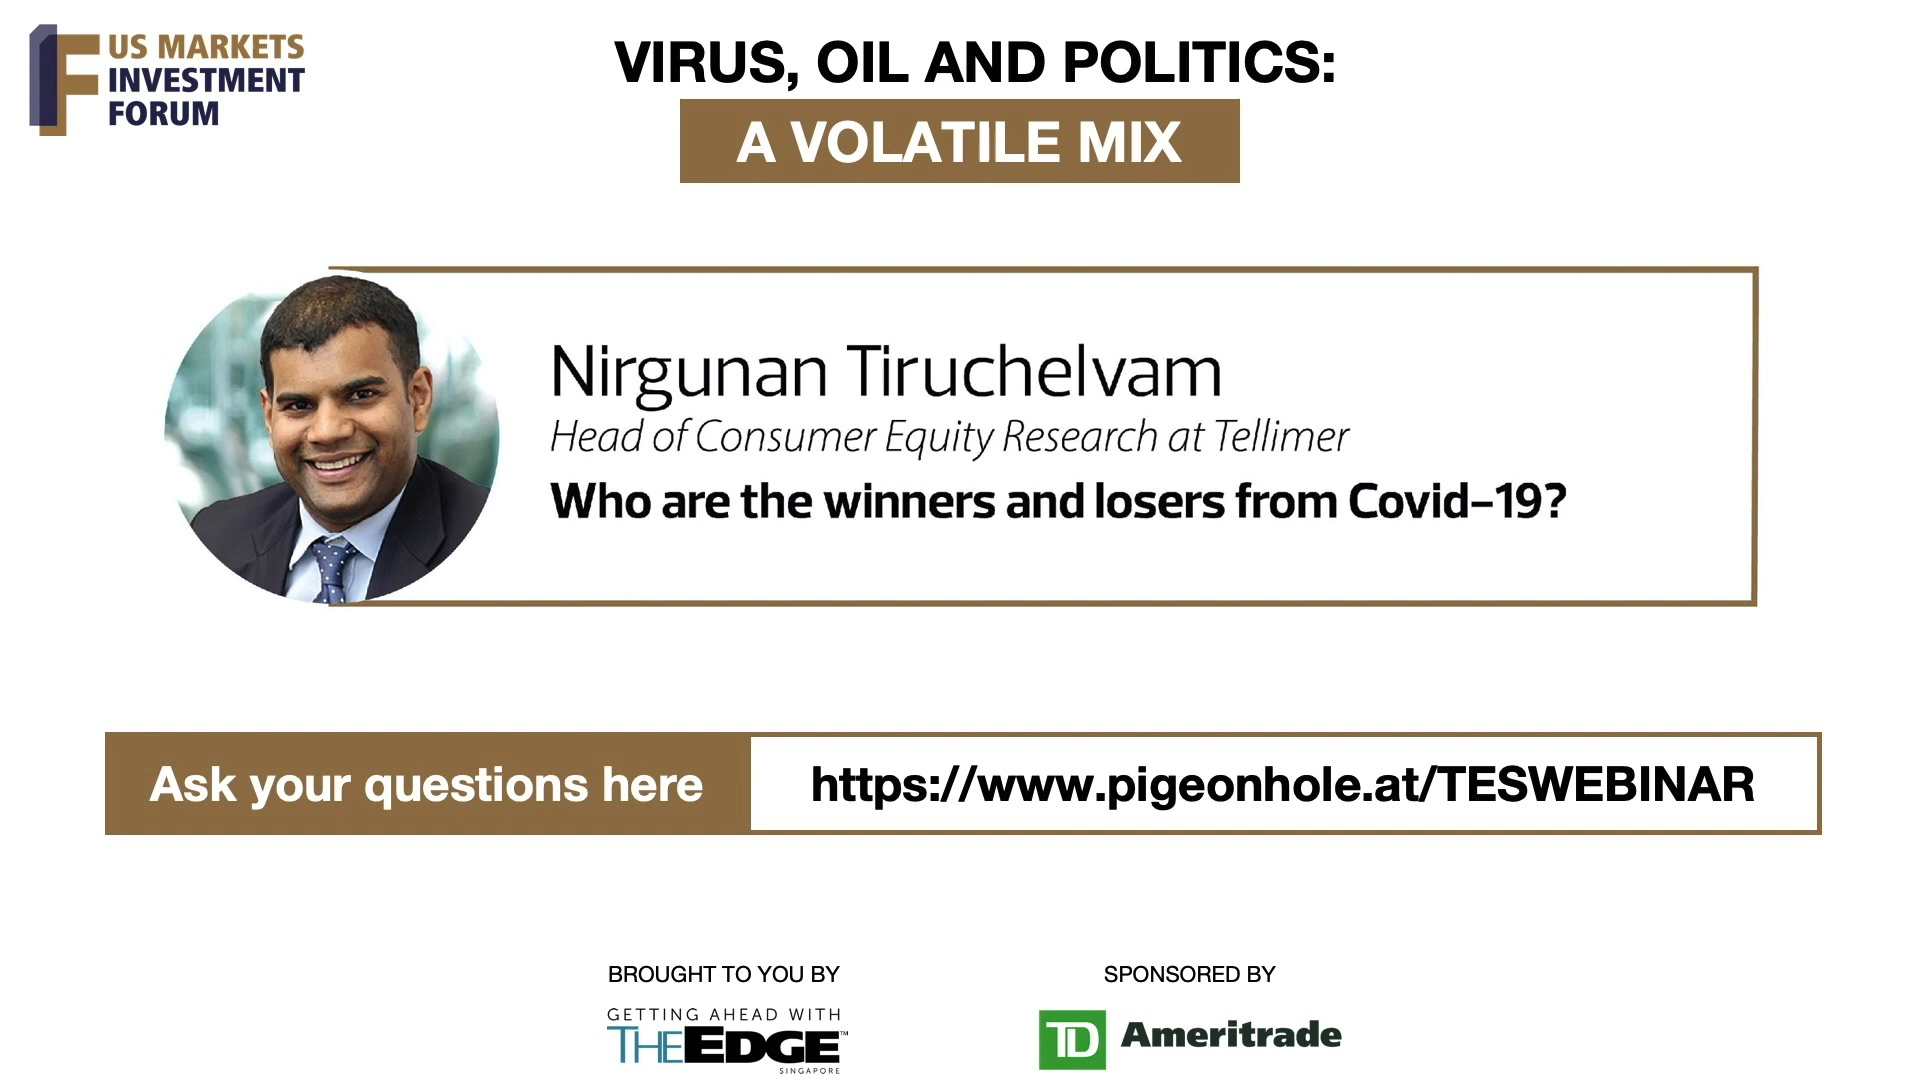 US MARKETS
INVESTMENT
FORUM
VIRUS, OIL AND POLITICS:
A VOLATILE MIX
Nirgunan Tiruchelvam
Head of Consumer Equity Research at Tellimer
Who are the winners and losers from Covid–19?
Ask your questions here
https://www.pigeonhole.at/TESWEBINAR
BROUGHT TO YOU BY
GETTING AHEAD WITH
THEEDGE™
SINGAPORE
SPONSORED BY
TD Ameritrade